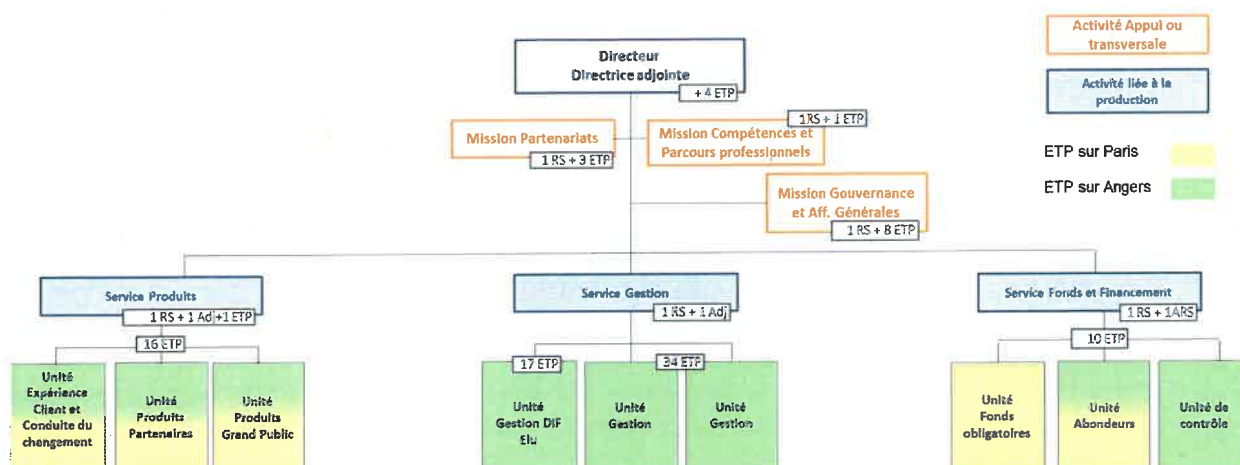 Activité Appui ou
transversale
Directeur
Directrice adjointe
+ 4 ETP
Activité liée à la
production
1RS + 1 ETP
Mission Partenariats
1 RS + 3 ETP
Mission Compétences et
Parcours professionnels
ETP sur Paris
ETP sur Angers
Mission Gouvernance
et Aff. Générales
1 RS + 8 ETP
Service Produits
1 RS + 1 Adj+1 ETP
Service Gestion
1 RS + 1 Adj
Service Fonds et Financement
1 RS + 1ARS
16 ETP
17 ETP
34 ETP
10 ETP
Unité
Expérience
Client et
Conduite du
changement
Unité
Produits
Partenaires
Unité
Produits
Grand Public
Unité
Gestion DIF
Elu
Unité
Gestion
Unité
Gestion
Unité
Fonds
obligatoires
Unité
Abondeurs
Unité de
contrôle